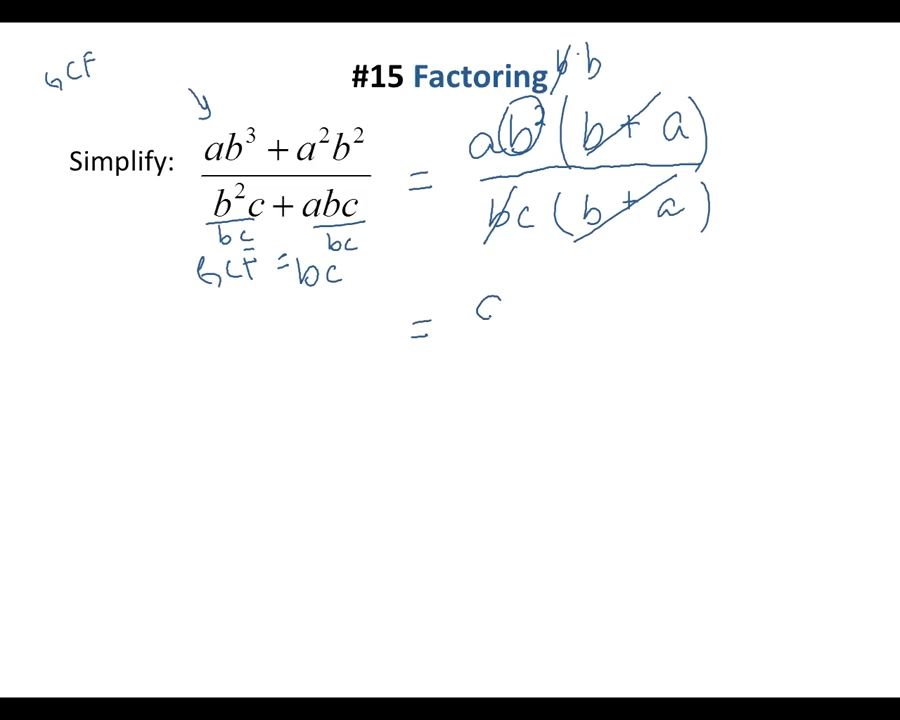 GCF
#15 Factoring b·b
y
Simplify: (ab³ + a²b²)/(b²c + abc) = ab²(b + a)/bc(b + a)
bc bc
GCF = bc
=